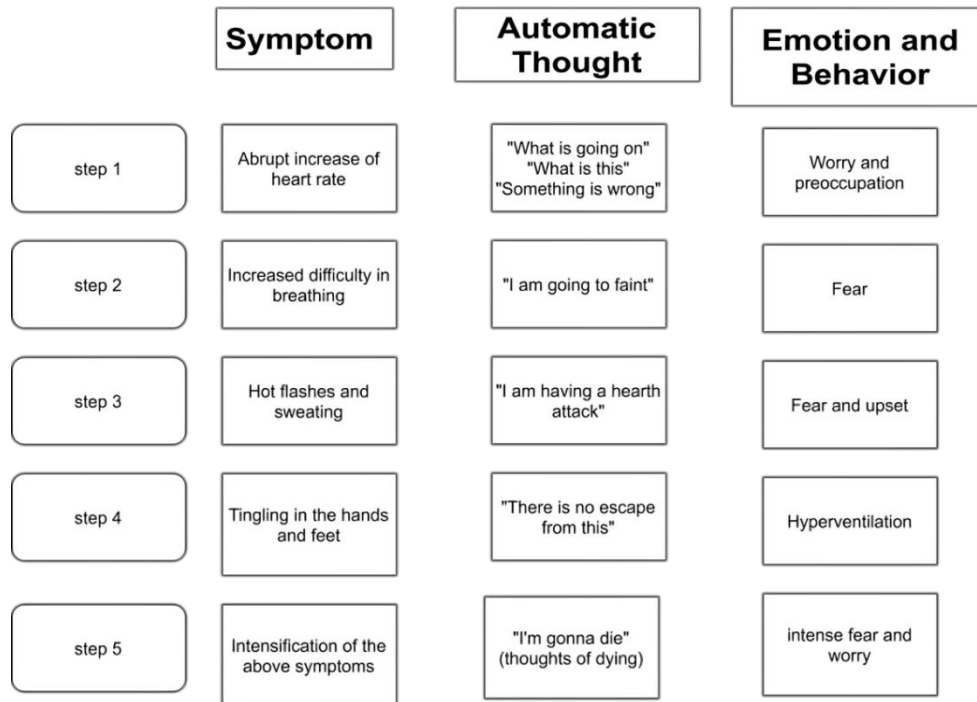 Symptom
Automatic
Thought
Emotion and
Behavior
step 1
Abrupt increase of
heart rate
"What is going on"
"What is this"
"Something is wrong"
Worry and
preoccupation
step 2
Increased difficulty in
breathing
"I am going to faint"
Fear
step 3
Hot flashes and
sweating
"I am having a hearth
attack"
Fear and upset
step 4
Tingling in the hands
and feet
"There is no escape
from this"
Hyperventilation
step 5
Intensification of the
above symptoms
"I'm gonna die"
(thoughts of dying)
intense fear and
worry